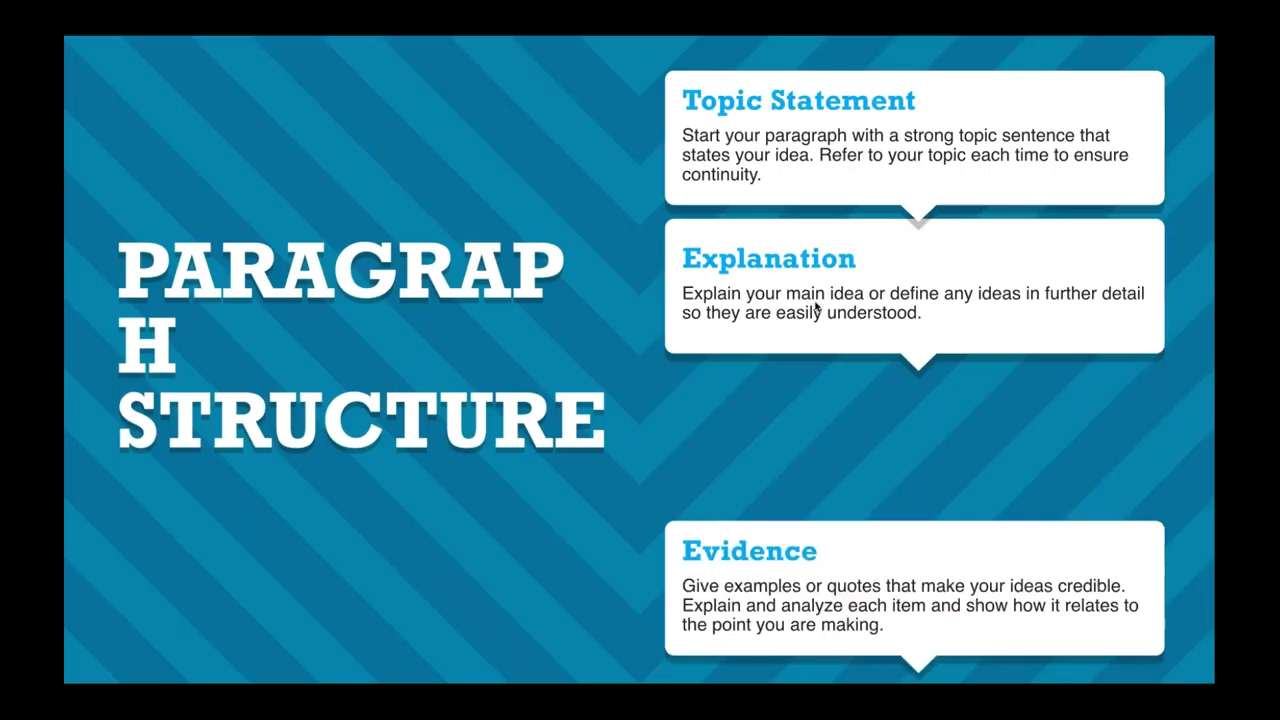 PARAGRAP
H
STRUCTURE
Topic Statement
Start your paragraph with a strong topic sentence that
states your idea. Refer to your topic each time to ensure
continuity.
Explanation
Explain your main idea or define any ideas in further detail
so they are easily understood.
Evidence
Give examples or quotes that make your ideas credible.
Explain and analyze each item and show how it relates to
the point you are making.